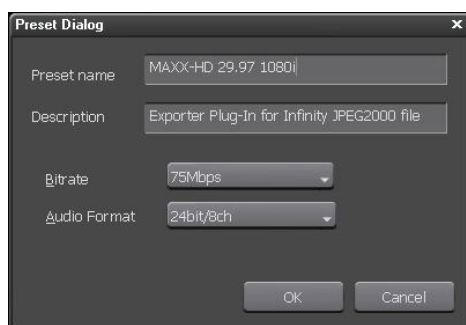 Preset Dialog x
Preset name MAXX-HD 29.97 1080i
Description Exporter Plug-In for Infinity JPEG2000 file
Bitrate 75Mbps
Audio Format 24bit/8ch
OK Cancel